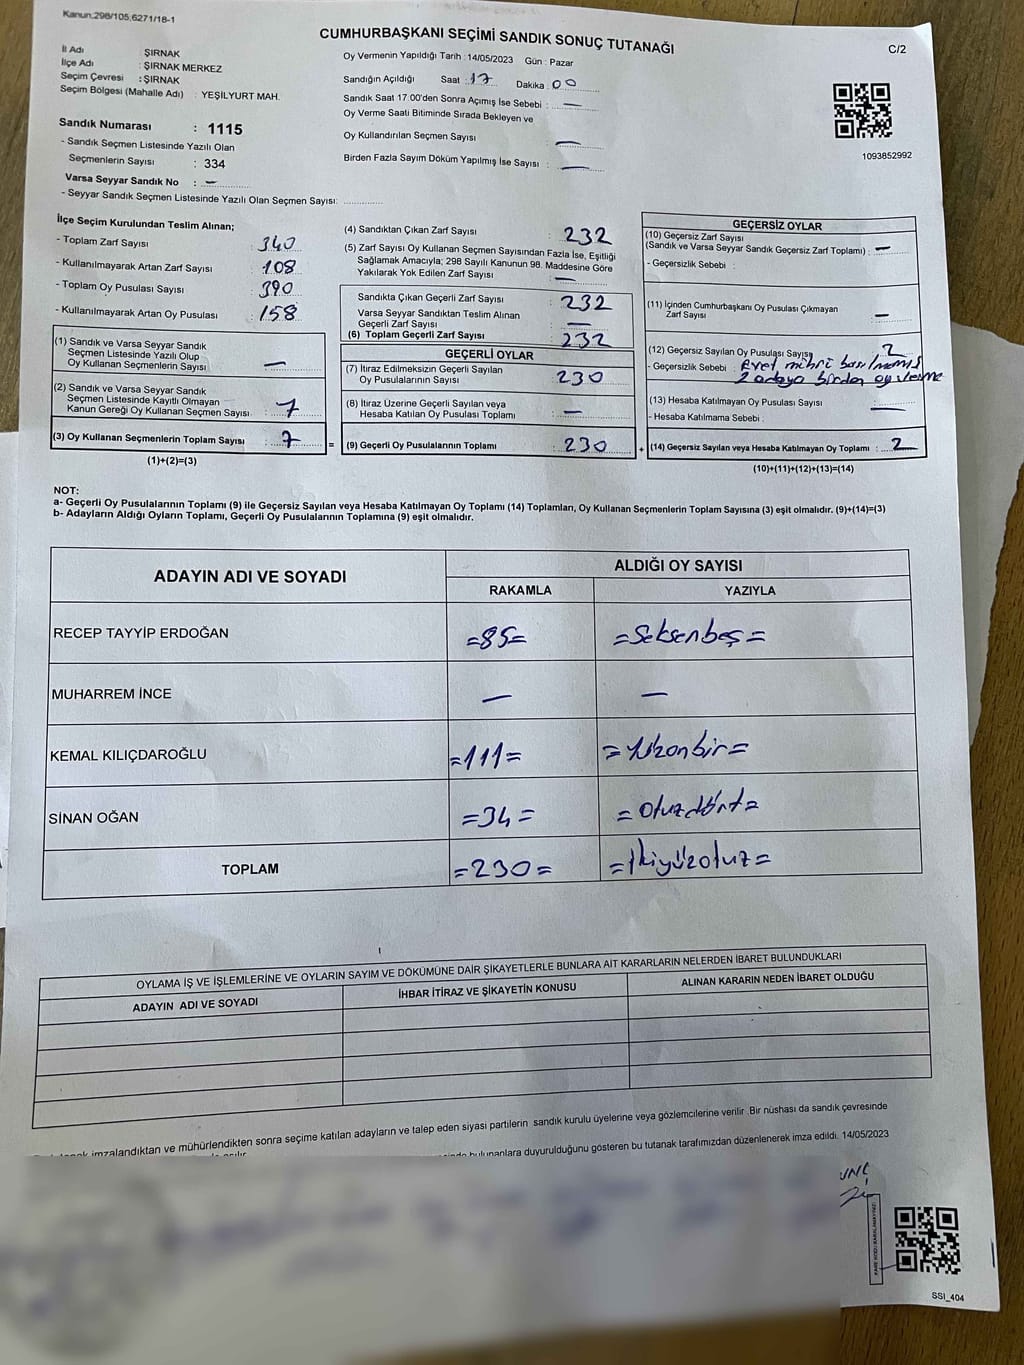 Kanun:298/105,6271/18-1
CUMHURBAŞKANI SEÇİMİ SANDIK SONUÇ TUTANAĞI
C/2
İl Adı : ŞIRNAK
İlçe Adı : ŞIRNAK MERKEZ
Seçim Çevresi : ŞIRNAK
Seçim Bölgesi (Mahalle Adı) : YEŞİLYURT MAH.
Oy Vermenin Yapıldığı Tarih : 14/05/2023 Gün : Pazar
Sandığın Açıldığı Saat : 17 Dakika : 00
Sandık Saat 17.00'den Sonra Açımış İse Sebebi : —
Oy Verme Saati Bitiminde Sırada Bekleyen ve
Oy Kullandırılan Seçmen Sayısı : —
Birden Fazla Sayım Döküm Yapılmış İse Sayısı : —
1093852992
Sandık Numarası : 1115
- Sandık Seçmen Listesinde Yazılı Olan
Seçmenlerin Sayısı : 334
Varsa Seyyar Sandık No : —
- Seyyar Sandık Seçmen Listesinde Yazılı Olan Seçmen Sayısı: ..............
İlçe Seçim Kurulundan Teslim Alınan;
- Toplam Zarf Sayısı : 340
- Kullanılmayarak Artan Zarf Sayısı : 108
- Toplam Oy Pusulası Sayısı : 390
- Kullanılmayarak Artan Oy Pusulası : 158
(1) Sandık ve Varsa Seyyar Sandık
Seçmen Listesinde Yazılı Olup
Oy Kullanan Seçmenlerin Sayısı : —
(2) Sandık ve Varsa Seyyar Sandık
Seçmen Listesinde Kayıtlı Olmayan
Kanun Gereği Oy Kullanan Seçmen Sayısı : 7
(3) Oy Kullanan Seçmenlerin Toplam Sayısı : 7 =
(1)+(2)=(3)
(4) Sandıktan Çıkan Zarf Sayısı : 232
(5) Zarf Sayısı Oy Kullanan Seçmen Sayısından Fazla İse, Eşitliği
Sağlamak Amacıyla; 298 Sayılı Kanunun 98. Maddesine Göre
Yakılarak Yok Edilen Zarf Sayısı : —
Sandıkta Çıkan Geçerli Zarf Sayısı : 232
Varsa Seyyar Sandıktan Teslim Alınan
Geçerli Zarf Sayısı : —
(6) Toplam Geçerli Zarf Sayısı : 232
GEÇERLİ OYLAR
(7) İtiraz Edilmeksizin Geçerli Sayılan
Oy Pusulalarının Sayısı : 230
(8) İtiraz Üzerine Geçerli Sayılan veya
Hesaba Katılan Oy Pusulası Toplamı : —
(9) Geçerli Oy Pusulalarının Toplamı : 230 +
GEÇERSİZ OYLAR
(10) Geçersiz Zarf Sayısı
(Sandık ve Varsa Seyyar Sandık Geçersiz Zarf Toplamı) : —
- Geçersizlik Sebebi :
(11) İçinden Cumhurbaşkanı Oy Pusulası Çıkmayan
Zarf Sayısı : —
(12) Geçersiz Sayılan Oy Pusulası Sayısı : 2
- Geçersizlik Sebebi : Evet mührü basılmamış
2 adaya birden oy verme
(13) Hesaba Katılmayan Oy Pusulası Sayısı : —
- Hesaba Katılmama Sebebi :
(14) Geçersiz Sayılan veya Hesaba Katılmayan Oy Toplamı : 2
(10)+(11)+(12)+(13)=(14)
NOT:
a- Geçerli Oy Pusulalarının Toplamı (9) ile Geçersiz Sayılan veya Hesaba Katılmayan Oy Toplamı (14) Toplamları, Oy Kullanan Seçmenlerin Toplam Sayısına (3) eşit olmalıdır. (9)+(14)=(3)
b- Adayların Aldığı Oyların Toplamı, Geçerli Oy Pusulalarının Toplamına (9) eşit olmalıdır.
ADAYIN ADI VE SOYADI ALDIĞI OY SAYISI
RAKAMLA YAZIYLA
RECEP TAYYİP ERDOĞAN =85= =Seksenbeş=
MUHARREM İNCE — —
KEMAL KILIÇDAROĞLU =111= =Yüzonbir=
SİNAN OĞAN =34= =Otuzdört=
TOPLAM =230= =İkiyüzotuz=
OYLAMA İŞ VE İŞLEMLERİNE VE OYLARIN SAYIM VE DÖKÜMÜNE DAİR ŞİKAYETLERLE BUNLARA AİT KARARLARIN NELERDEN İBARET BULUNDUKLARI
ADAYIN ADI VE SOYADI İHBAR İTİRAZ VE ŞİKAYETİN KONUSU ALINAN KARARIN NEDEN İBARET OLDUĞU
imzalandıktan ve mühürlendikten sonra seçime katılan adayların ve talep eden siyasi partilerin sandık kurulu üyelerine veya gözlemcilerine verilir. Bir nüshası da sandık çevresinde
bulunanlara duyurulduğunu gösteren bu tutanak tarafımızdan düzenlenerek imza edildi. 14/05/2023
SSI_404